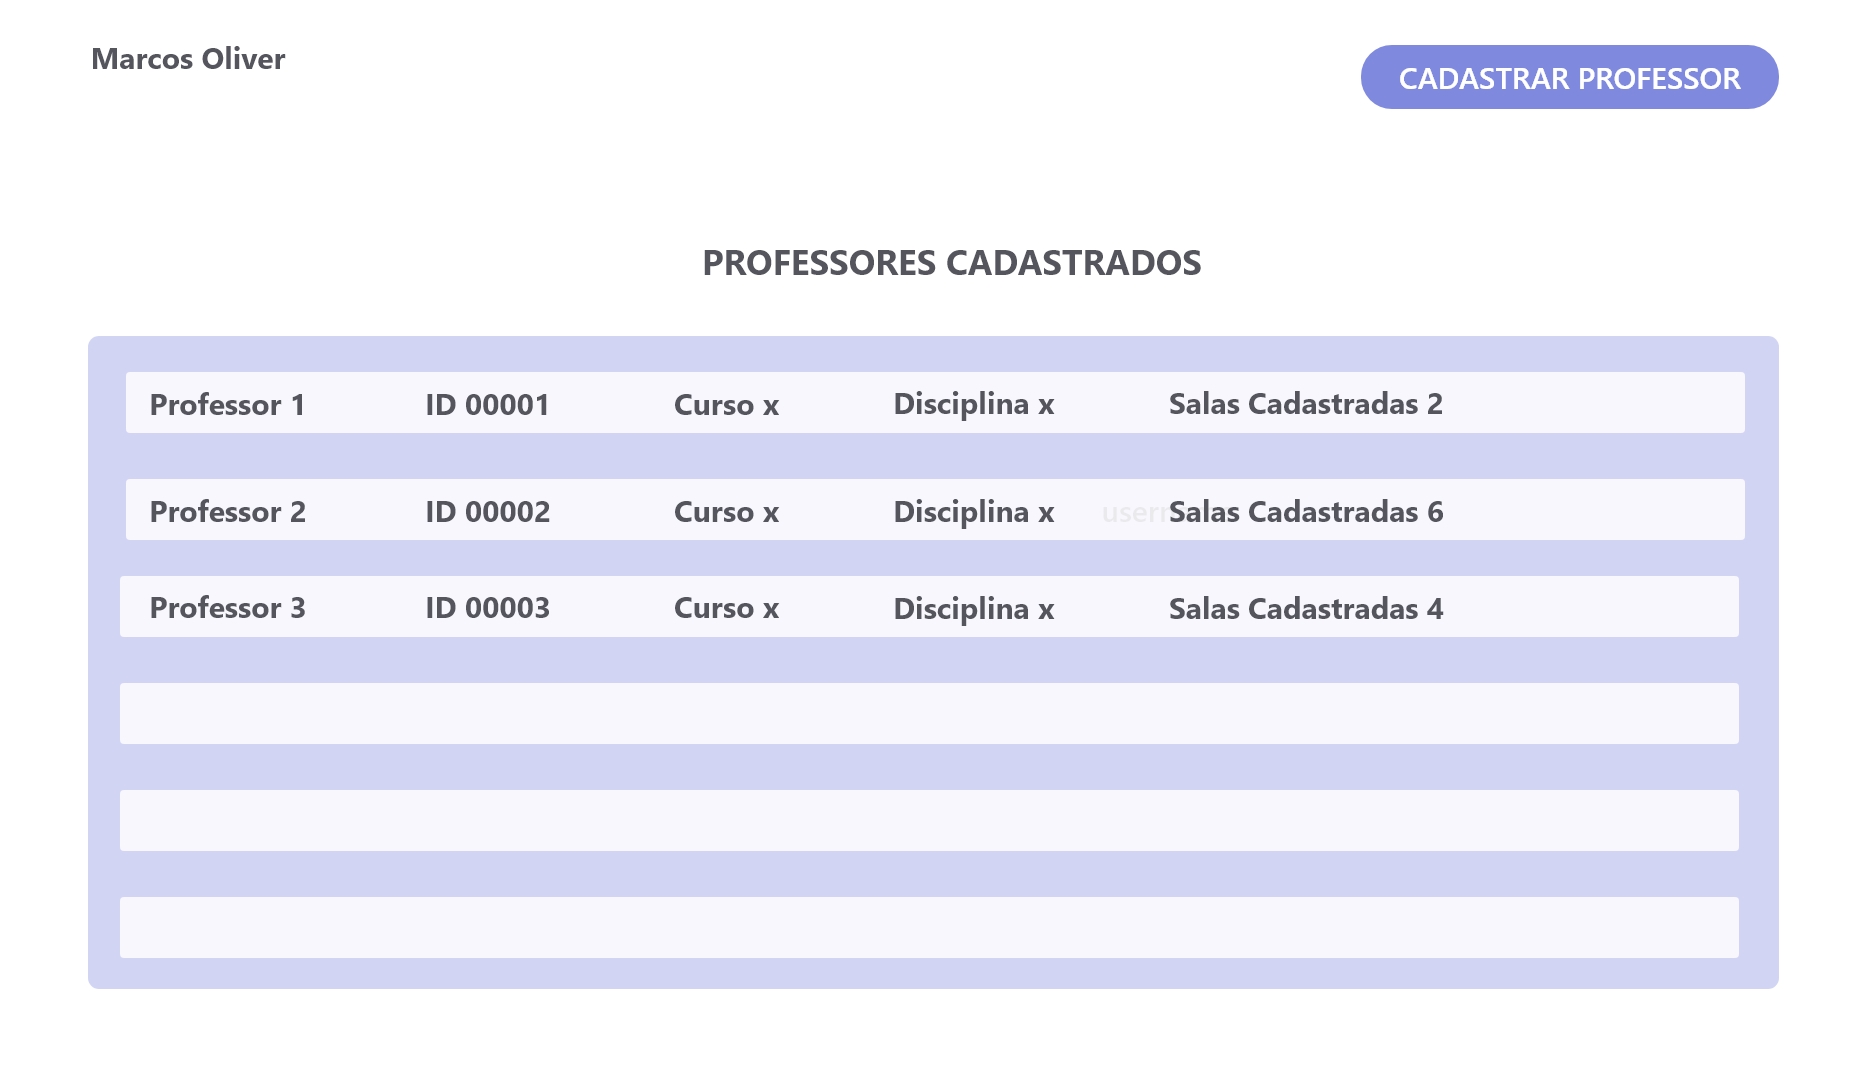 Marcos Oliver
CADASTRAR PROFESSOR
PROFESSORES CADASTRADOS
Professor 1 ID 00001 Curso x Disciplina x Salas Cadastradas 2
Professor 2 ID 00002 Curso x Disciplina x Salas Cadastradas 6
Professor 3 ID 00003 Curso x Disciplina x Salas Cadastradas 4